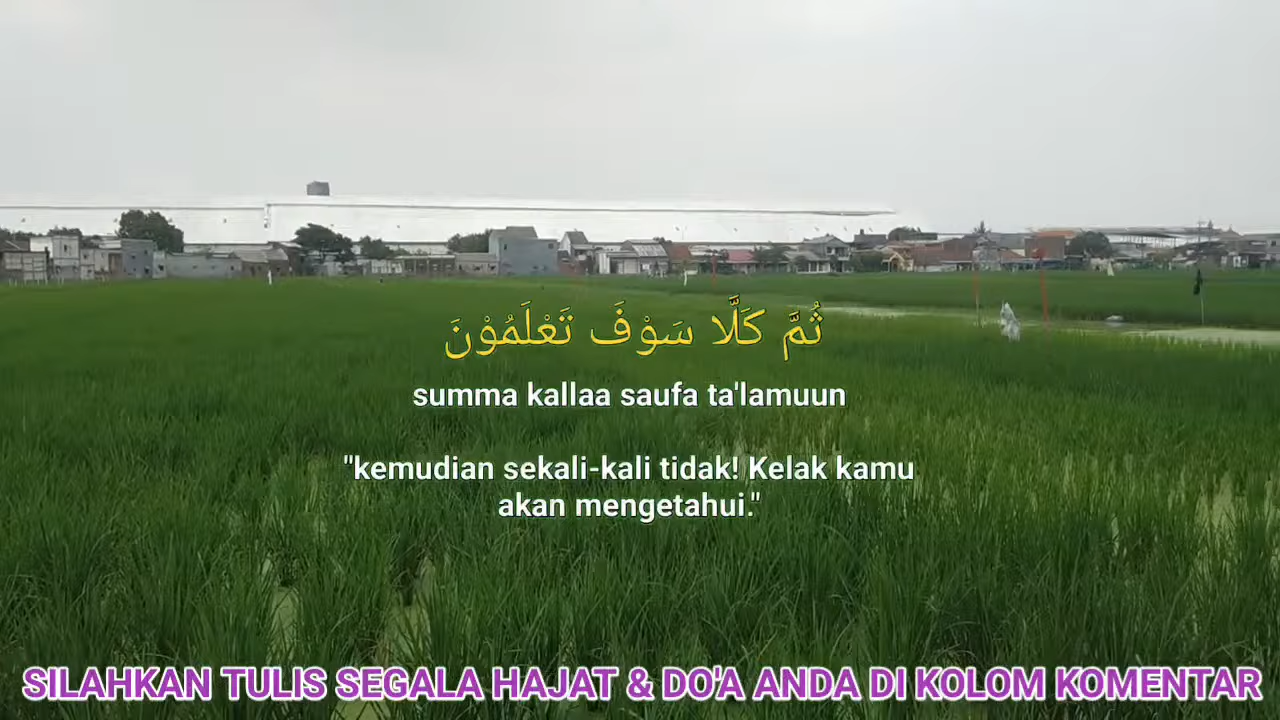 ثُمَّ كَلَّا سَوْفَ تَعْلَمُوْنَ
summa kallaa saufa ta'lamuun
"kemudian sekali-kali tidak! Kelak kamu
akan mengetahui."
SILAHKAN TULIS SEGALA HAJAT & DO'A ANDA DI KOLOM KOMENTAR